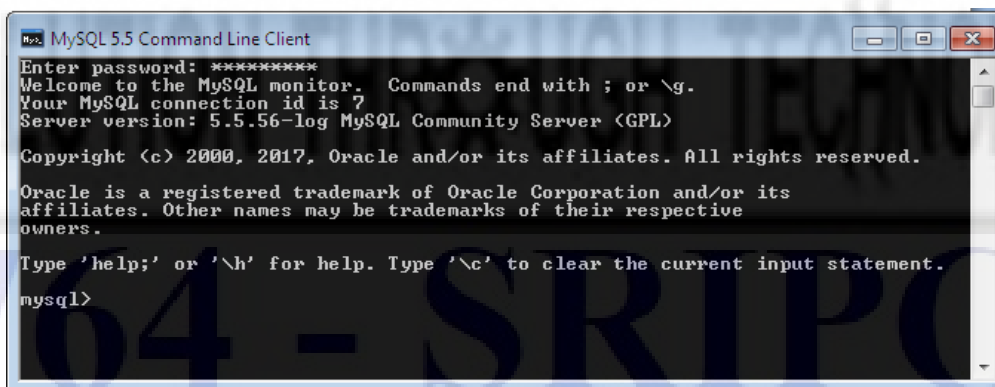 MySQL 5.5 Command Line Client
Enter password: *********
Welcome to the MySQL monitor.  Commands end with ; or \g.
Your MySQL connection id is 7
Server version: 5.5.56-log MySQL Community Server (GPL)
Copyright (c) 2000, 2017, Oracle and/or its affiliates. All rights reserved.
Oracle is a registered trademark of Oracle Corporation and/or its
affiliates. Other names may be trademarks of their respective
owners.
Type 'help;' or '\h' for help. Type '\c' to clear the current input statement.
mysql>
64 - SRIPC